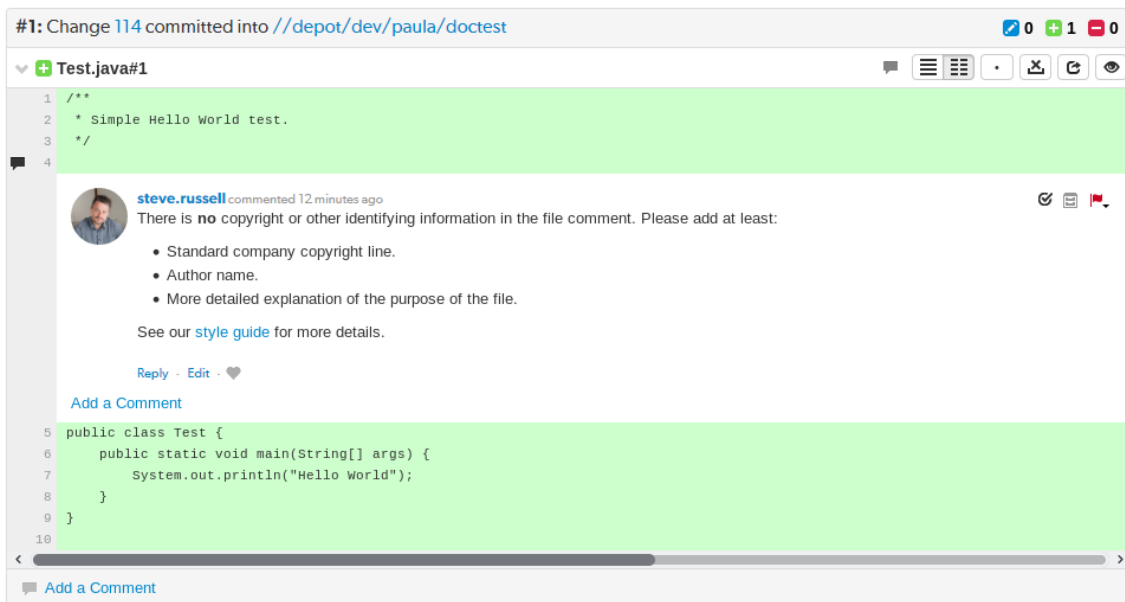 #1: Change 114 committed into //depot/dev/paula/doctest 0 1 0
Test.java#1
1 /**
2  * Simple Hello World test.
3  */
4
steve.russell commented 12 minutes ago
There is no copyright or other identifying information in the file comment. Please add at least:
• Standard company copyright line.
• Author name.
• More detailed explanation of the purpose of the file.
See our style guide for more details.
Reply · Edit ·
Add a Comment
5 public class Test {
6     public static void main(String[] args) {
7         System.out.println("Hello World");
8     }
9 }
10
Add a Comment